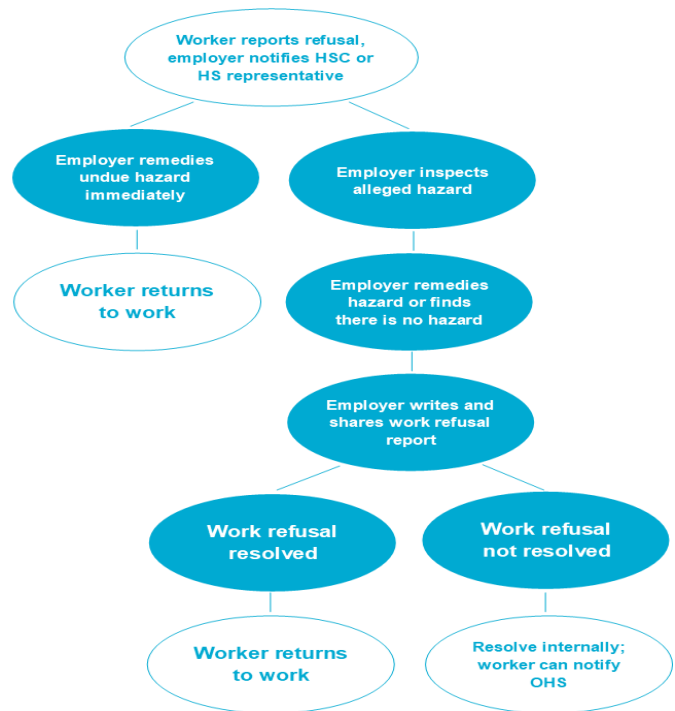 Worker reports refusal,
employer notifies HSC or
HS representative
Employer remedies
undue hazard
immediately
Employer inspects
alleged hazard
Worker returns
to work
Employer remedies
hazard or finds
there is no hazard
Employer writes and
shares work refusal
report
Work refusal
resolved
Work refusal
not resolved
Worker returns
to work
Resolve internally;
worker can notify
OHS